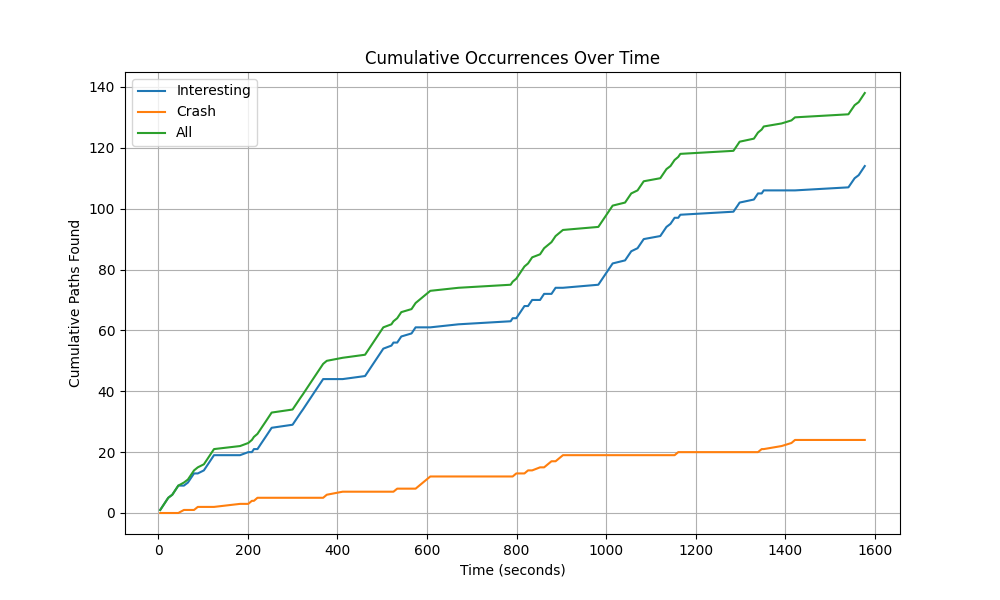 Cumulative Occurrences Over Time
Interesting
Crash
All
Cumulative Paths Found
140
120
100
80
60
40
20
0
0 200 400 600 800 1000 1200 1400 1600
Time (seconds)